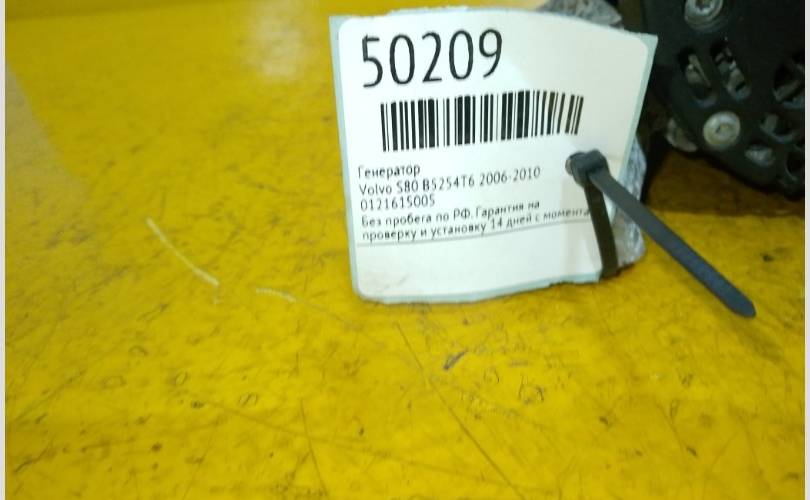 50209
Генератор
Volvo S80 B5254T6 2006-2010
0121615005
Без пробега по РФ. Гарантия на
проверку и установку 14 дней с момента